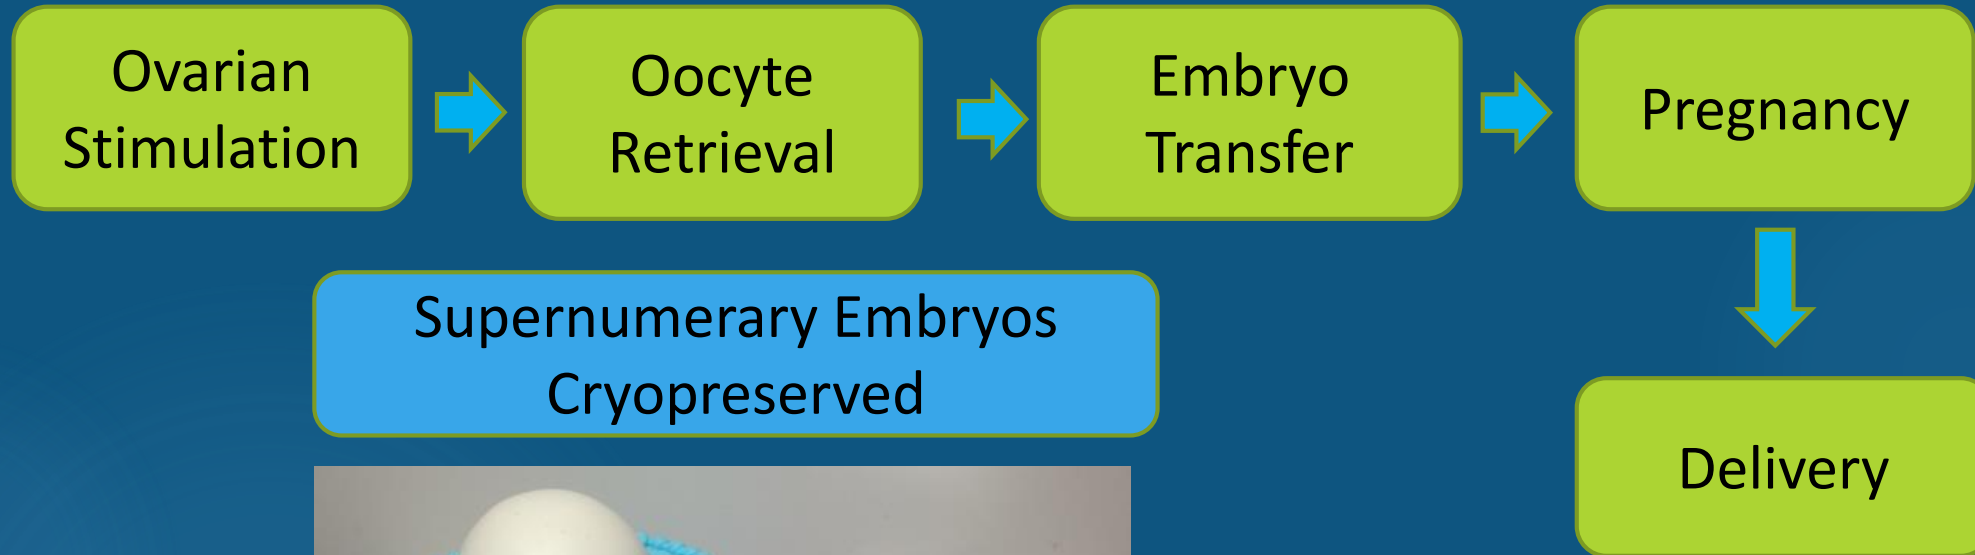 Ovarian
Stimulation
Oocyte
Retrieval
Embryo
Transfer
Pregnancy
Supernumerary Embryos
Cryopreserved
Delivery